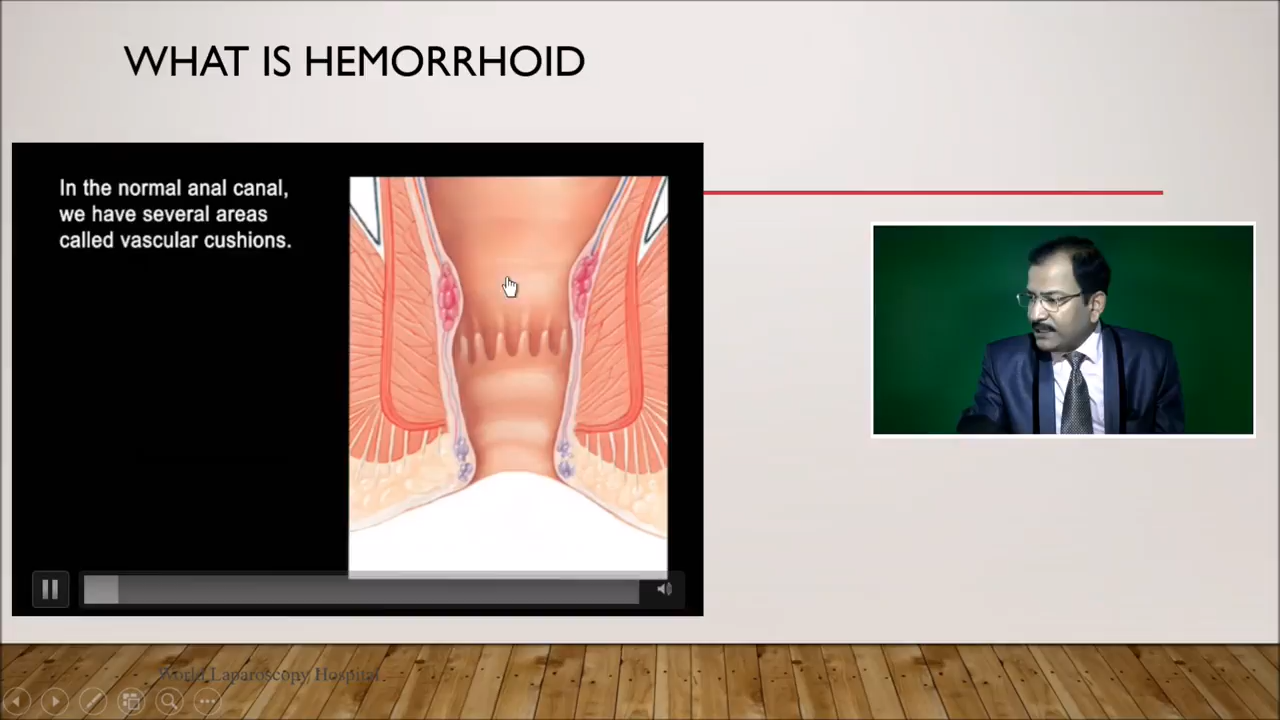 WHAT IS HEMORRHOID
In the normal anal canal,
we have several areas
called vascular cushions.
World Laparoscopy Hospital